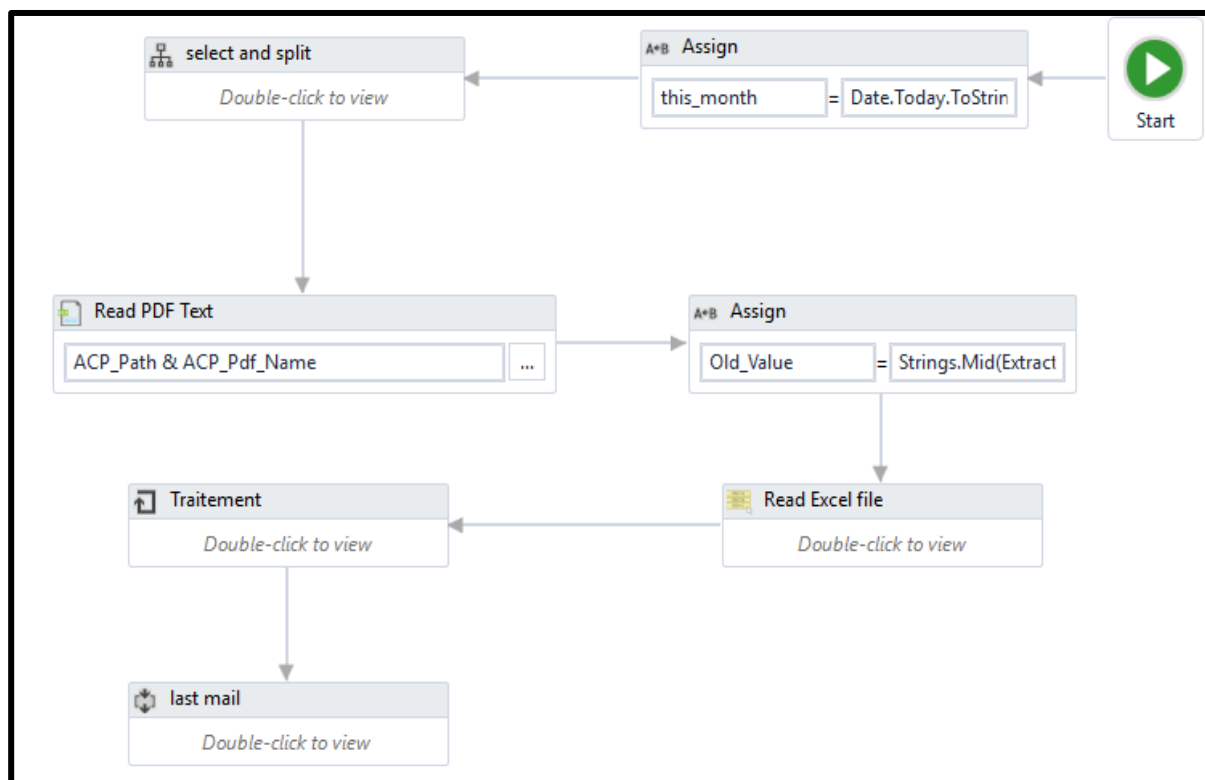 select and split
Double-click to view
A+B Assign
this_month = Date.Today.ToStrin
Start
Read PDF Text
ACP_Path & ACP_Pdf_Name ...
A+B Assign
Old_Value = Strings.Mid(Extract
Traitement
Double-click to view
Read Excel file
Double-click to view
last mail
Double-click to view